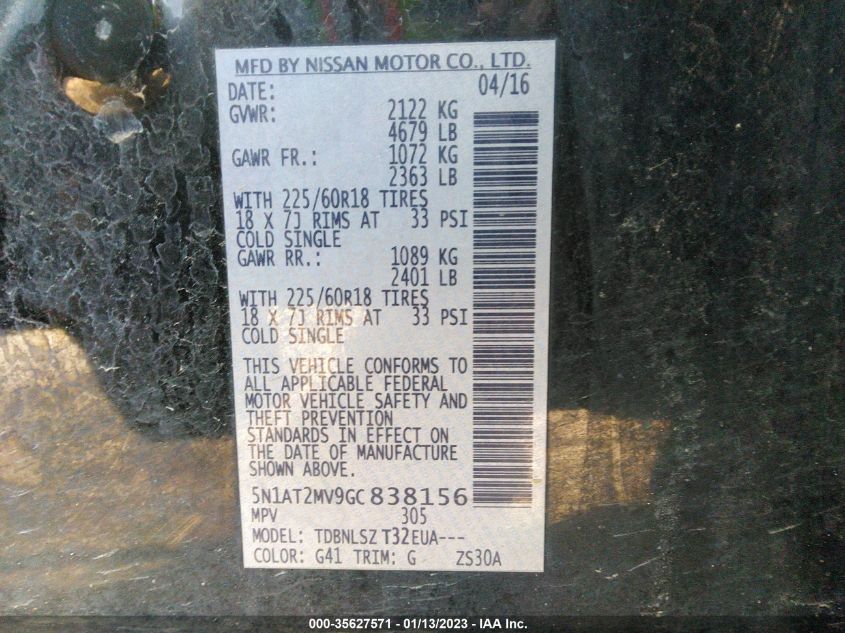 MFD BY NISSAN MOTOR CO., LTD.
DATE: 04/16
GVWR: 2122 KG
4679 LB
GAWR FR.: 1072 KG
2363 LB
WITH 225/60R18 TIRES
18 X 7J RIMS AT 33 PSI
COLD SINGLE
GAWR RR.: 1089 KG
2401 LB
WITH 225/60R18 TIRES
18 X 7J RIMS AT 33 PSI
COLD SINGLE
THIS VEHICLE CONFORMS TO
ALL APPLICABLE FEDERAL
MOTOR VEHICLE SAFETY AND
THEFT PREVENTION
STANDARDS IN EFFECT ON
THE DATE OF MANUFACTURE
SHOWN ABOVE.
5N1AT2MV9GC838156
MPV 305
MODEL: TDBNLSZ T32EUA---
COLOR: G41 TRIM: G ZS30A
000-35627571 - 01/13/2023 - IAA Inc.